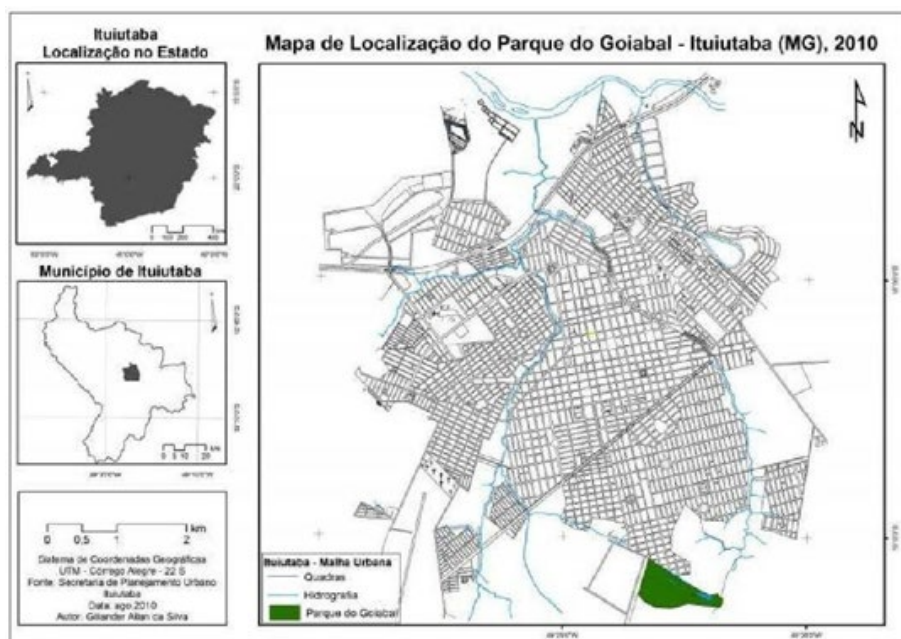 Ituiutaba
Localização no Estado
Mapa de Localização do Parque do Goiabal - Ituiutaba (MG), 2010
N
Município de Ituiutaba
0 0,5 1 2 km
Sistema de Coordenadas Geográficas
UTM - Córrego Alegre - 22 S
Fonte: Secretaria de Planejamento Urbano
Ituiutaba
Data: ago.2010
Autor: Giliander Allan da Silva
Ituiutaba - Malha Urbana
Quadras
Hidrografia
Parque do Goiabal